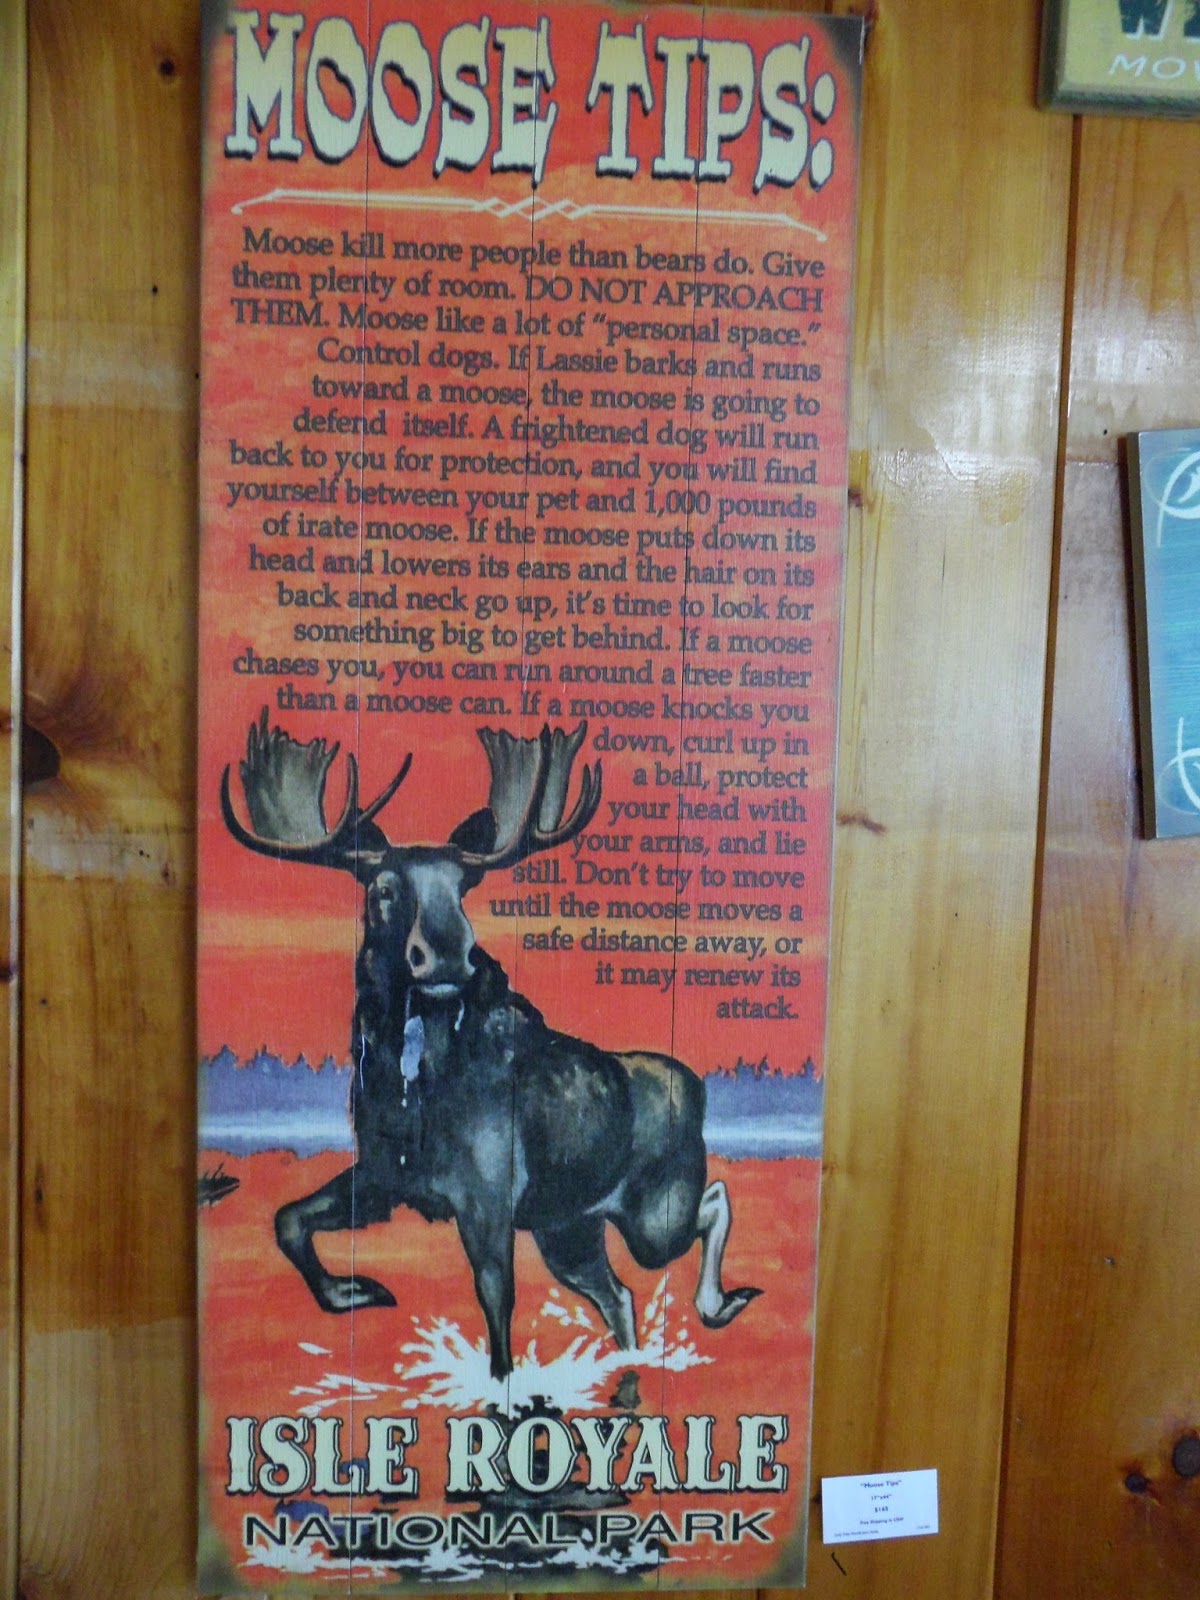 MOOSE TIPS:
Moose kill more people than bears do. Give
them plenty of room. DO NOT APPROACH
THEM. Moose like a lot of "personal space."
Control dogs. If Lassie barks and runs
toward a moose, the moose is going to
defend itself. A frightened dog will run
back to you for protection, and you will find
yourself between your pet and 1,000 pounds
of irate moose. If the moose puts down its
head and lowers its ears and the hair on its
back and neck go up, it's time to look for
something big to get behind. If a moose
chases you, you can run around a tree faster
than a moose can. If a moose knocks you
down, curl up in
a ball, protect
your head with
your arms, and lie
still. Don't try to move
until the moose moves a
safe distance away, or
it may renew its
attack.
ISLE ROYALE
NATIONAL PARK
"Moose Tips"
$165
Free Shipping in USA!